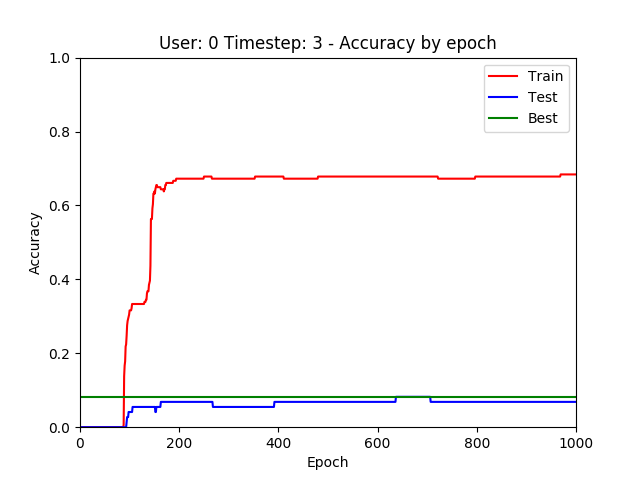 User: 0 Timestep: 3 - Accuracy by epoch
1.0
0.8
0.6
0.4
0.2
0.0
Accuracy
Train
Test
Best
0 200 400 600 800 1000
Epoch